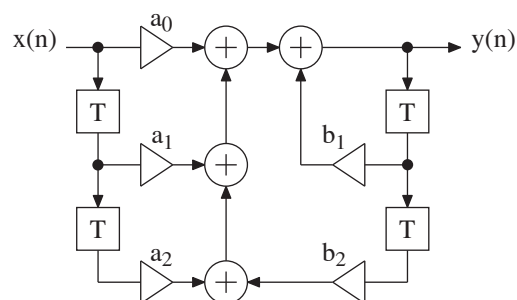 x(n) a₀ + + y(n)
T T
a₁ + b₁
T T
a₂ + b₂